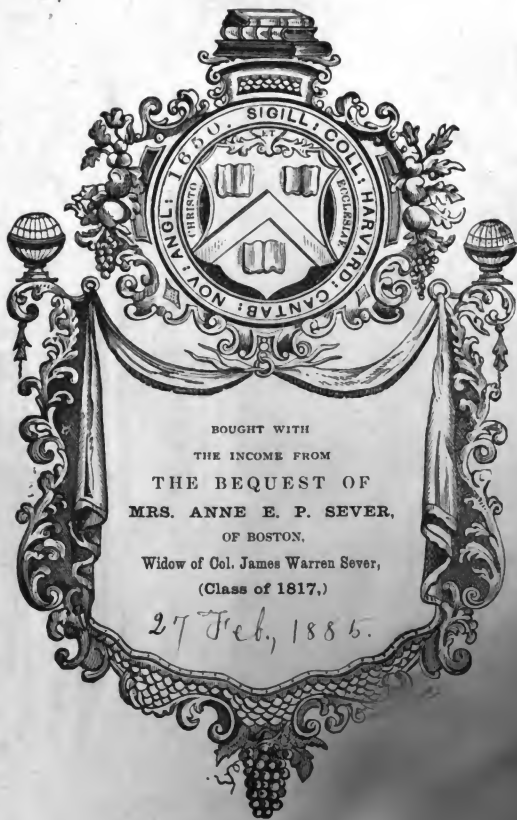 SIGILL: COLL: HARVARD: CANTAB: NOV: ANGL: 1650.
CHRISTO
ET
ECCLESIAE
BOUGHT WITH
THE INCOME FROM
THE BEQUEST OF
MRS. ANNE E. P. SEVER,
OF BOSTON,
Widow of Col. James Warren Sever,
(Class of 1817,)
27 Feb., 1885.